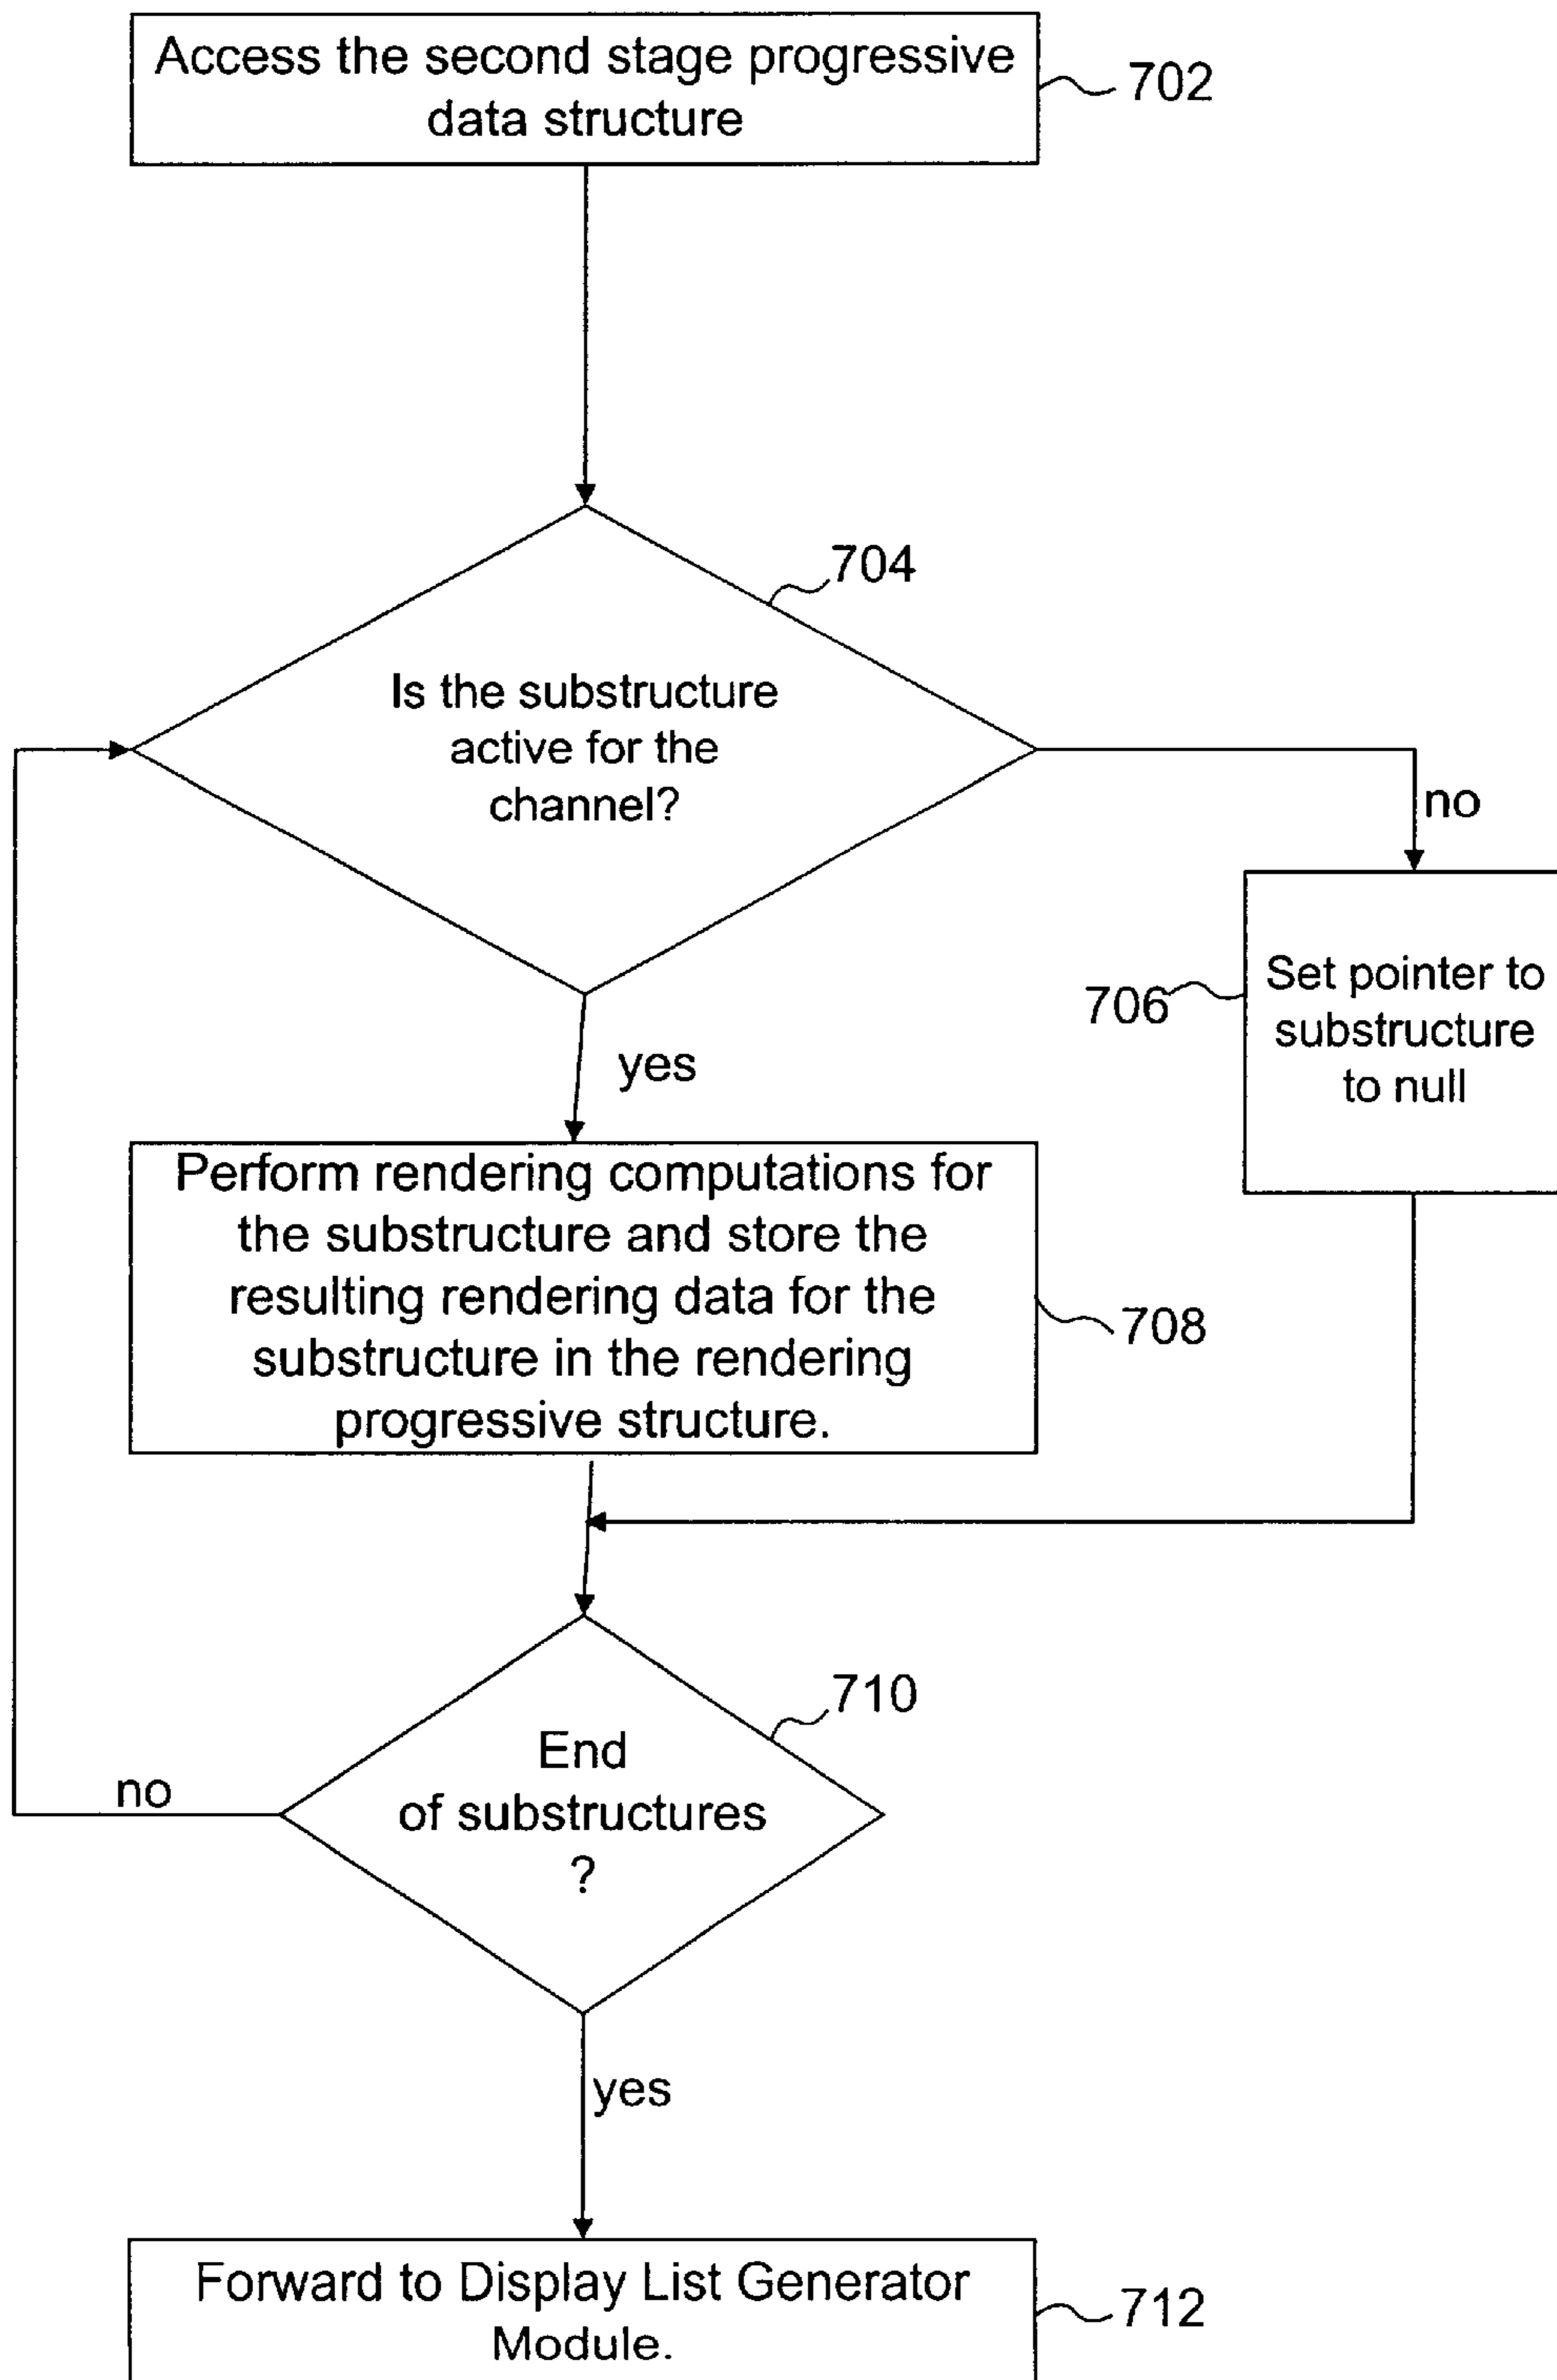 Access the second stage progressive
data structure
702
704
Is the substructure
active for the
channel?
no
706
Set pointer to
substructure
to null
yes
Perform rendering computations for
the substructure and store the
resulting rendering data for the
substructure in the rendering
progressive structure.
708
710
End
of substructures
?
no
yes
Forward to Display List Generator
Module.
712